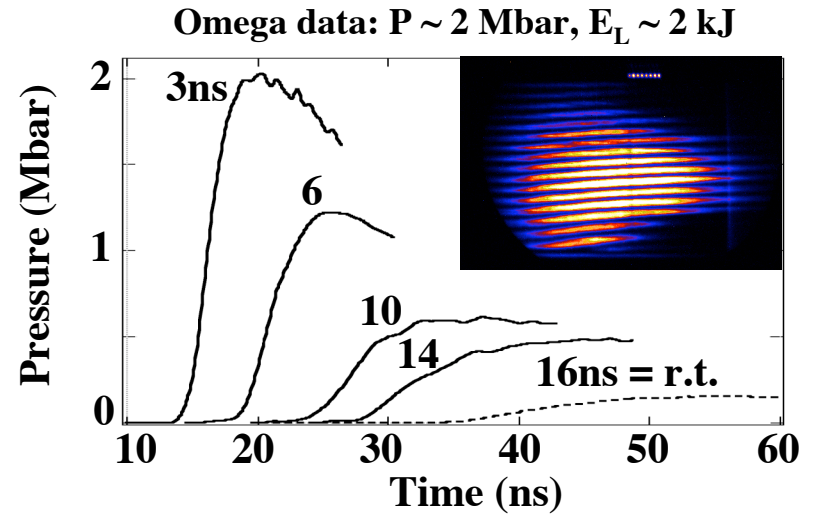 Omega data: P ~ 2 Mbar, E_L ~ 2 kJ
Pressure (Mbar)
2
1
0
3ns
6
10
14
16ns = r.t.
10 20 30 40 50 60
Time (ns)